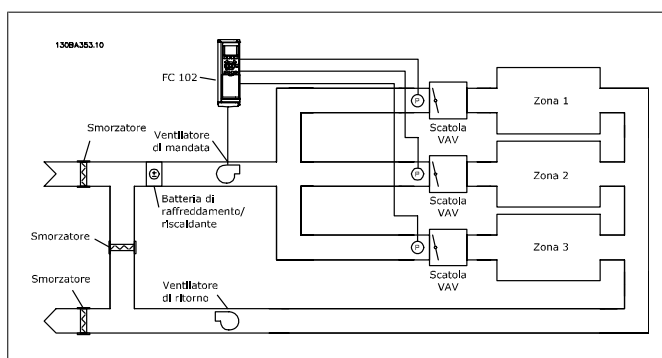 130BA353.10
FC 102
Smorzatore
Ventilatore
di mandata
P
Scatola
VAV
Zona 1
P
Scatola
VAV
Zona 2
Batteria di
raffreddamento/
riscaldante
Smorzatore
P
Scatola
VAV
Zona 3
Smorzatore
Ventilatore
di ritorno